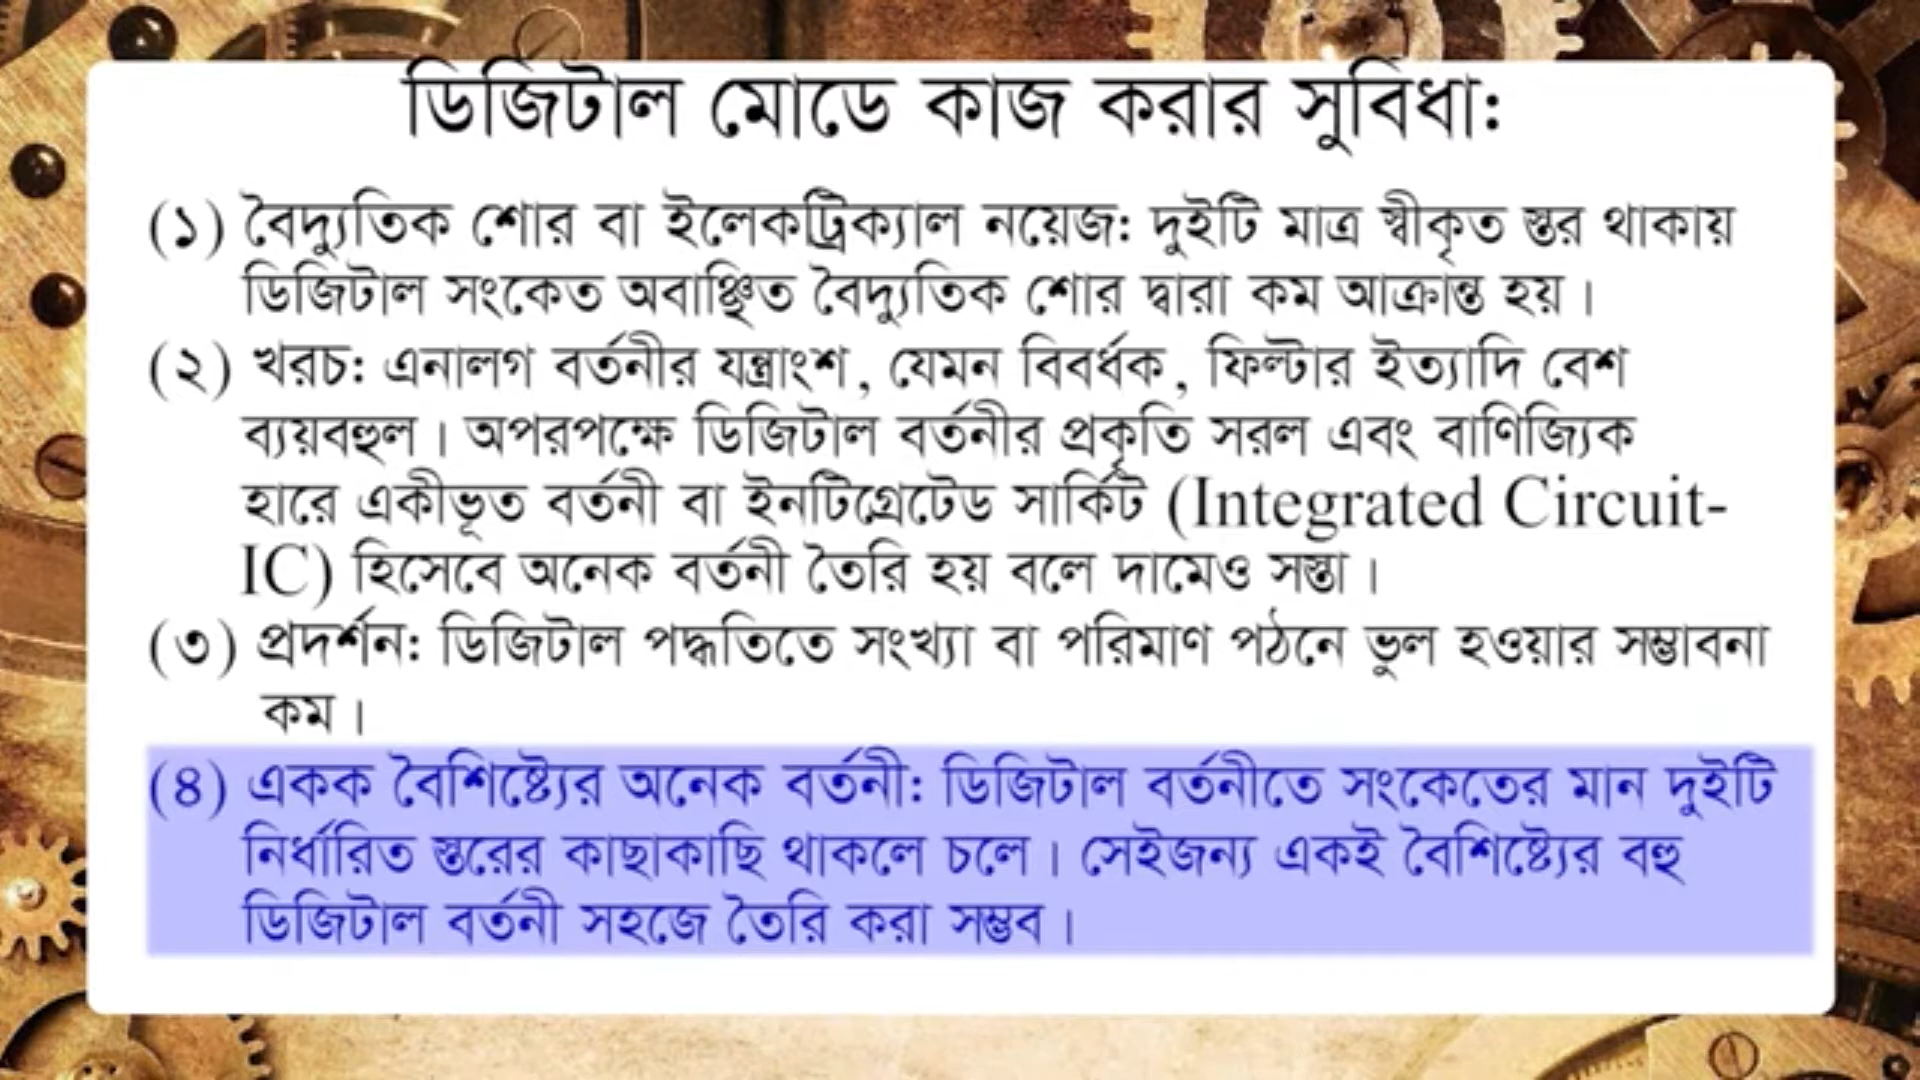 ডিজিটাল মোডে কাজ করার সুবিধা:
(১) বৈদ্যুতিক শোর বা ইলেকট্রিক্যাল নয়েজ: দুইটি মাত্র স্বীকৃত স্তর থাকায়
ডিজিটাল সংকেত অবাঞ্ছিত বৈদ্যুতিক শোর দ্বারা কম আক্রান্ত হয়।
(২) খরচ: এনালগ বর্তনীর যন্ত্রাংশ, যেমন বিবর্ধক, ফিল্টার ইত্যাদি বেশ
ব্যয়বহুল। অপরপক্ষে ডিজিটাল বর্তনীর প্রকৃতি সরল এবং বাণিজ্যিক
হারে একীভূত বর্তনী বা ইনটিগ্রেটেড সার্কিট (Integrated Circuit-
IC) হিসেবে অনেক বর্তনী তৈরি হয় বলে দামেও সস্তা।
(৩) প্রদর্শন: ডিজিটাল পদ্ধতিতে সংখ্যা বা পরিমাণ পঠনে ভুল হওয়ার সম্ভাবনা
কম।
(৪) একক বৈশিষ্ট্যের অনেক বর্তনী: ডিজিটাল বর্তনীতে সংকেতের মান দুইটি
নির্ধারিত স্তরের কাছাকাছি থাকলে চলে। সেইজন্য একই বৈশিষ্ট্যের বহু
ডিজিটাল বর্তনী সহজে তৈরি করা সম্ভব।